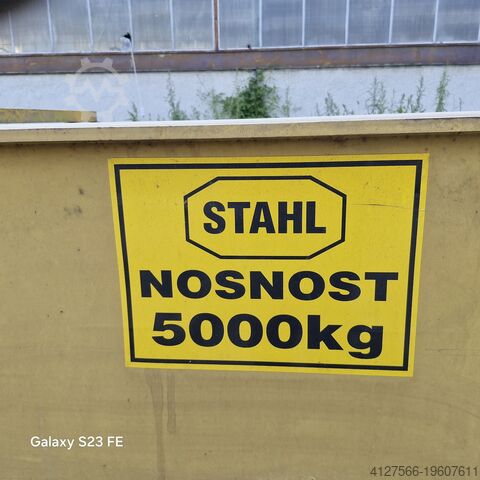 STAHL
NOSNOST
5000kg
Galaxy S23 FE
4127566-19607611